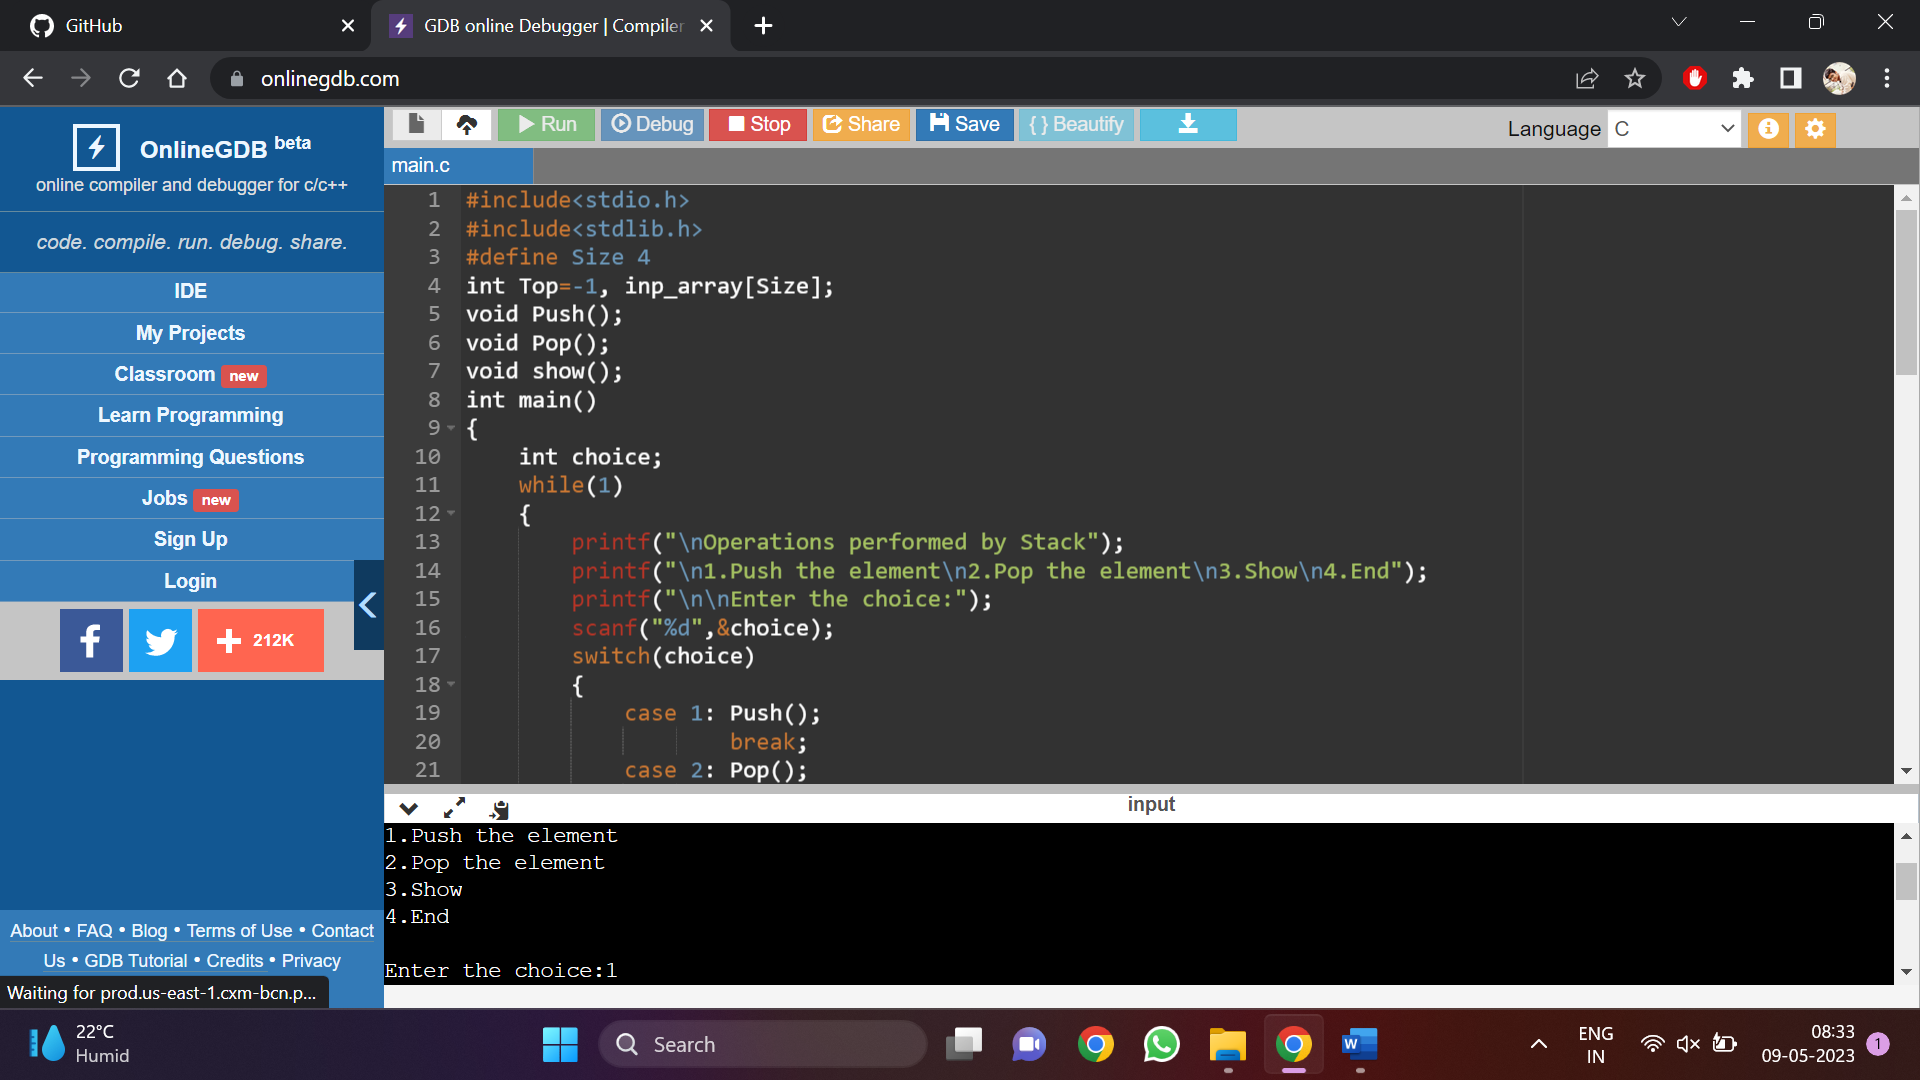 GitHub
GDB online Debugger | Compiler
onlinegdb.com
OnlineGDB beta
online compiler and debugger for c/c++
code. compile. run. debug. share.
IDE
My Projects
Classroom new
Learn Programming
Programming Questions
Jobs new
Sign Up
Login
212K
About • FAQ • Blog • Terms of Use • Contact
Us • GDB Tutorial • Credits • Privacy
Waiting for prod.us-east-1.cxm-bcn.p...
Run Debug Stop Share Save {} Beautify
Language C
main.c
1 #include<stdio.h>
2 #include<stdlib.h>
3 #define Size 4
4 int Top=-1, inp_array[Size];
5 void Push();
6 void Pop();
7 void show();
8 int main()
9 {
10 int choice;
11 while(1)
12 {
13 printf("\nOperations performed by Stack");
14 printf("\n1.Push the element\n2.Pop the element\n3.Show\n4.End");
15 printf("\n\nEnter the choice:");
16 scanf("%d",&choice);
17 switch(choice)
18 {
19 case 1: Push();
20 break;
21 case 2: Pop();
input
1.Push the element
2.Pop the element
3.Show
4.End
Enter the choice:1
22°C
Humid
Search
W
ENG
IN
08:33
09-05-2023
1